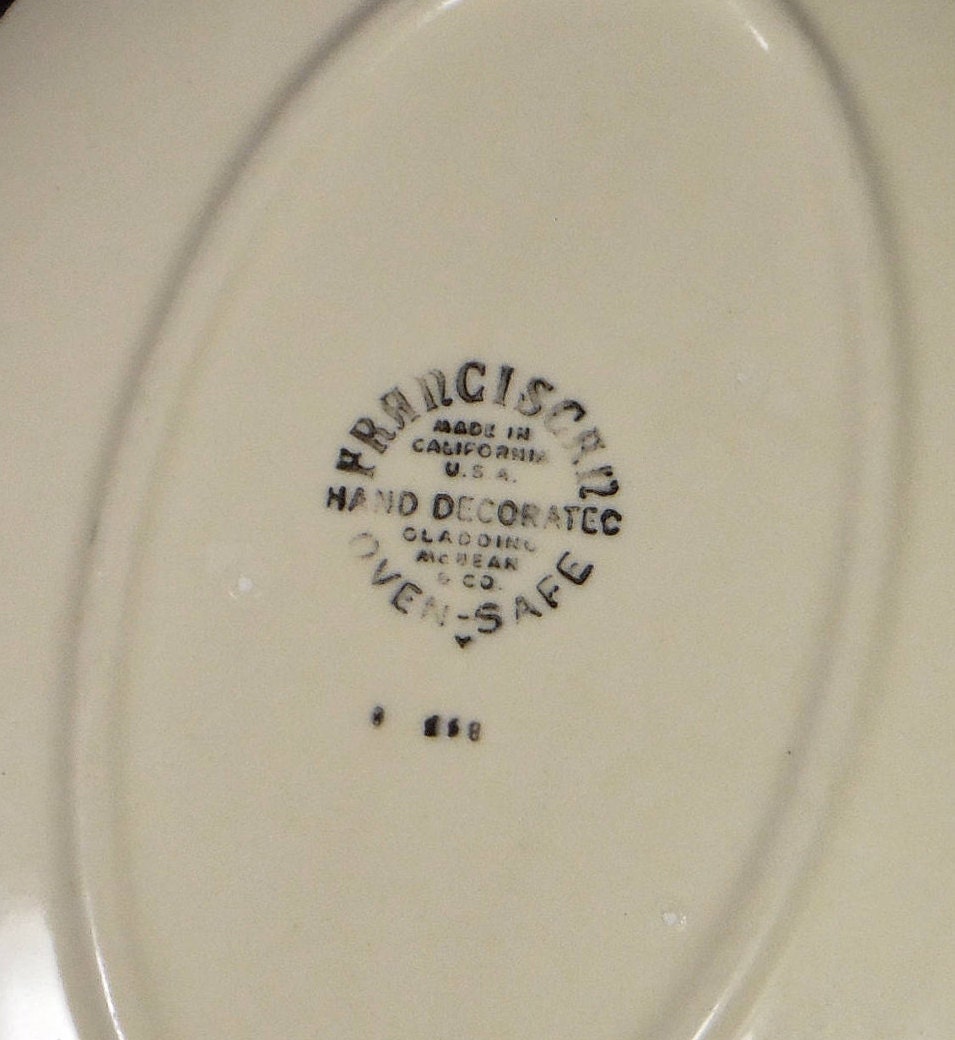 FRANCISCAN
MADE IN
CALIFORNIA
U.S.A.
HAND DECORATED
GLADDING
McBEAN
& CO.
OVEN-SAFE